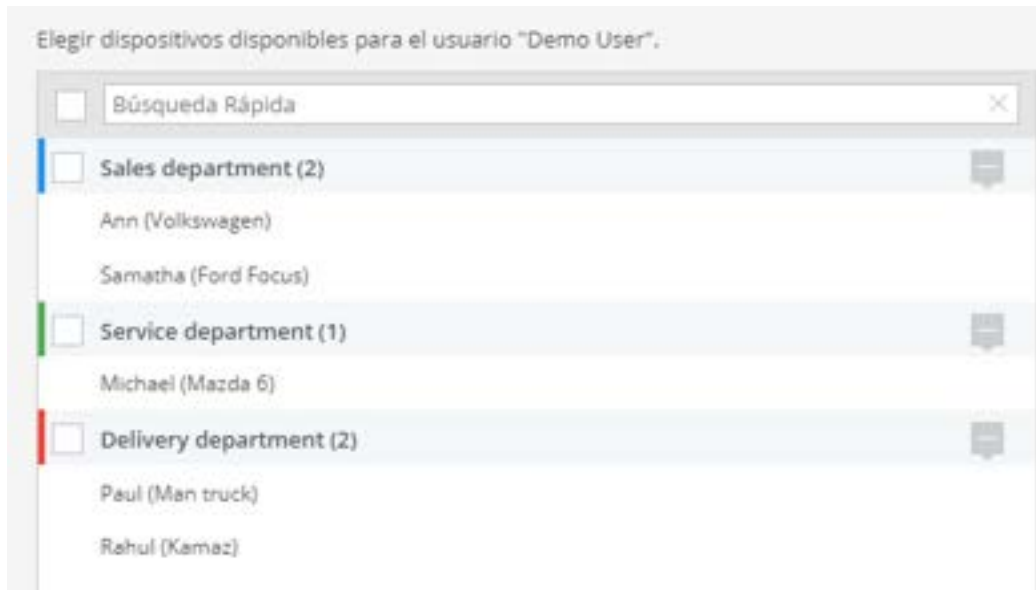 Elegir dispositivos disponibles para el usuario "Demo User".
Búsqueda Rápida
Sales department (2)
Ann (Volkswagen)
Samatha (Ford Focus)
Service department (1)
Michael (Mazda 6)
Delivery department (2)
Paul (Man truck)
Rahul (Kamaz)